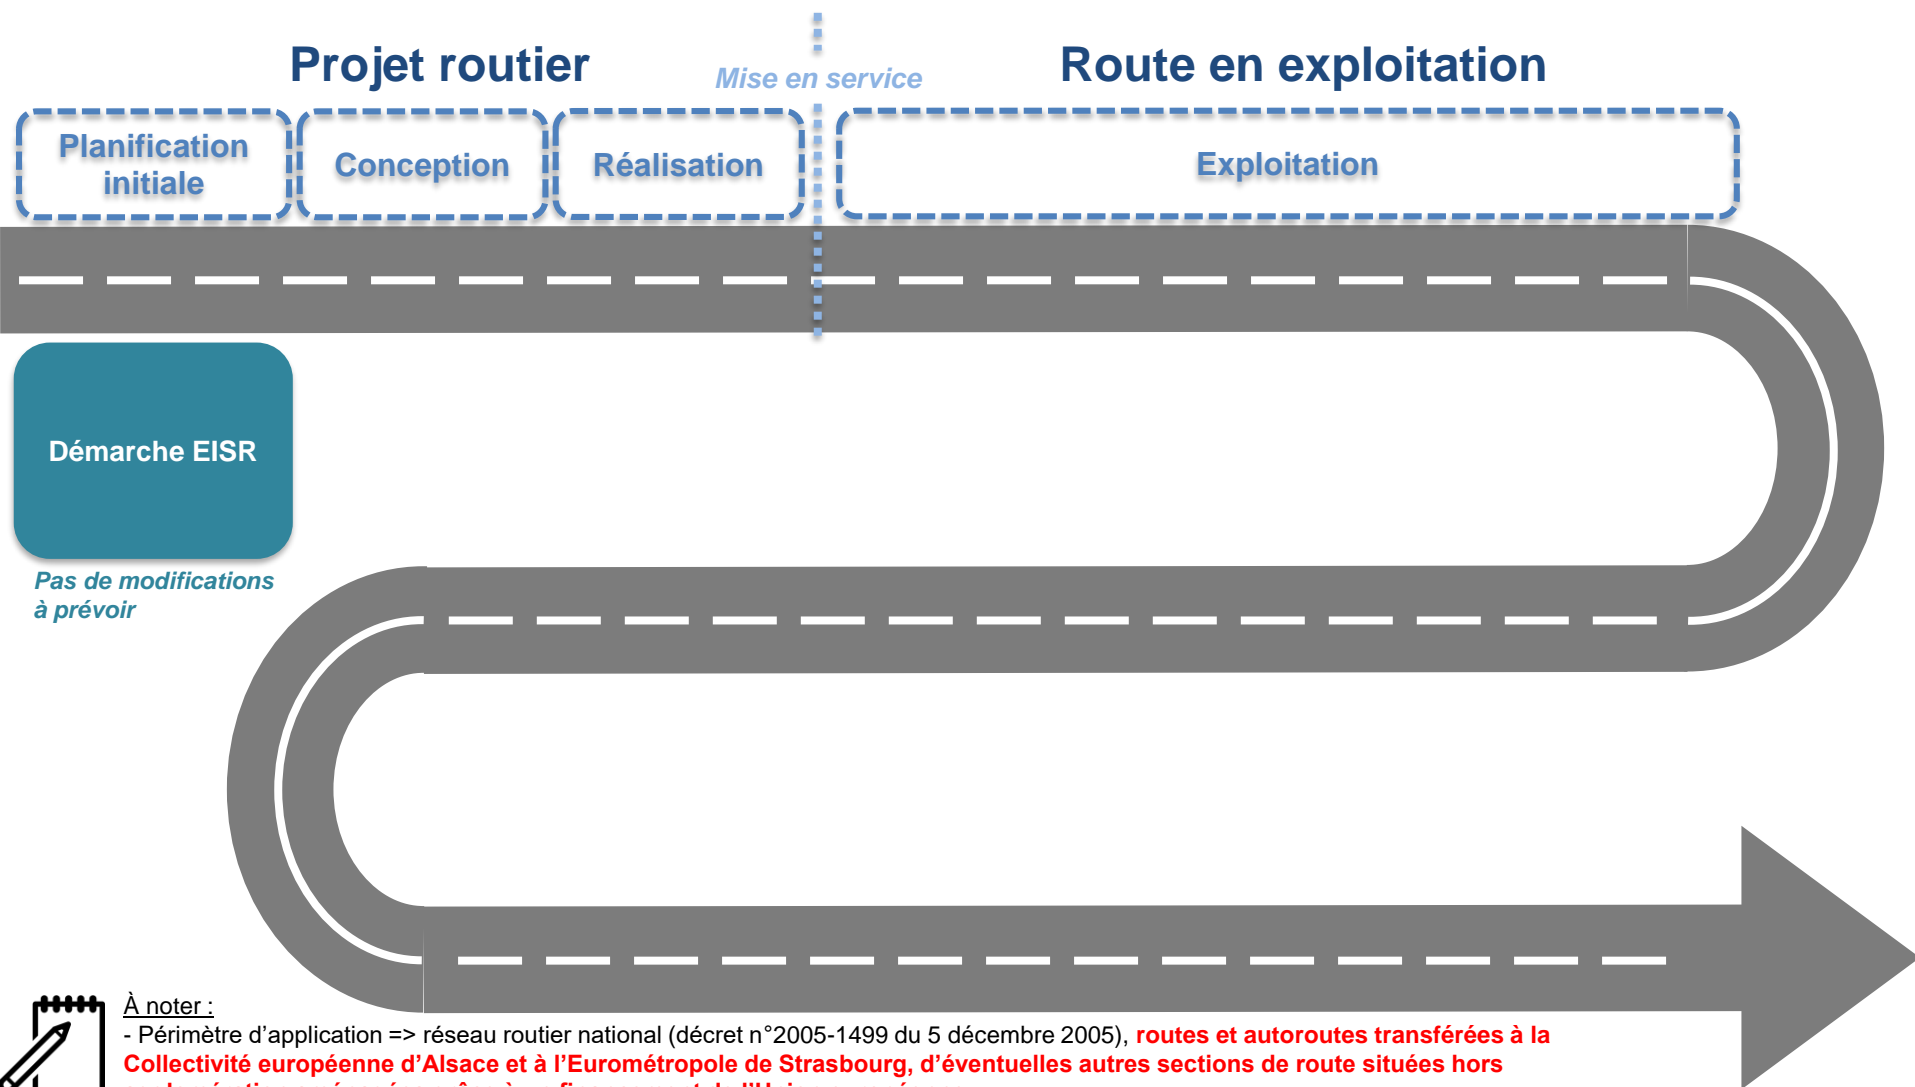 Projet routier
Mise en service
Route en exploitation
Planification
initiale
Conception
Réalisation
Exploitation
Démarche EISR
Pas de modifications
à prévoir
À noter :
- Périmètre d’application => réseau routier national (décret n°2005-1499 du 5 décembre 2005), routes et autoroutes transférées à la
Collectivité européenne d’Alsace et à l’Eurométropole de Strasbourg, d’éventuelles autres sections de route situées hors